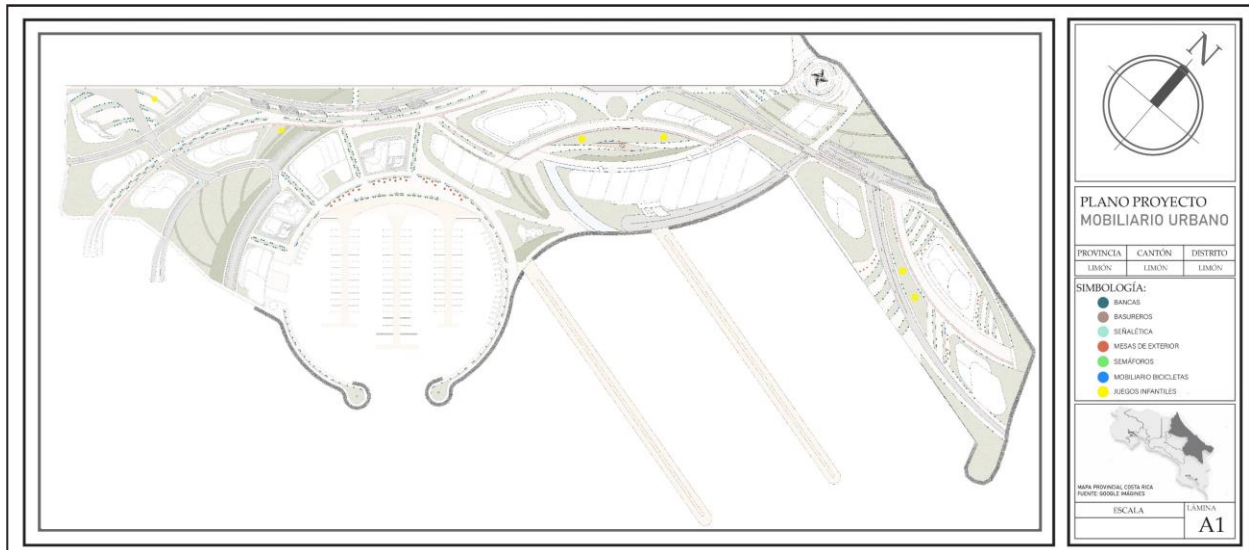 N
PLANO PROYECTO
MOBILIARIO URBANO
PROVINCIA CANTÓN DISTRITO
LIMÓN LIMÓN LIMÓN
SIMBOLOGÍA:
BANCAS
BASUREROS
SEÑALÉTICA
MESAS DE EXTERIOR
SEMÁFOROS
MOBILIARIO BICICLETAS
JUEGOS INFANTILES
MAPA PROVINCIAL COSTA RICA
FUENTE: GOOGLE IMÁGINES
ESCALA LÁMINA
A1